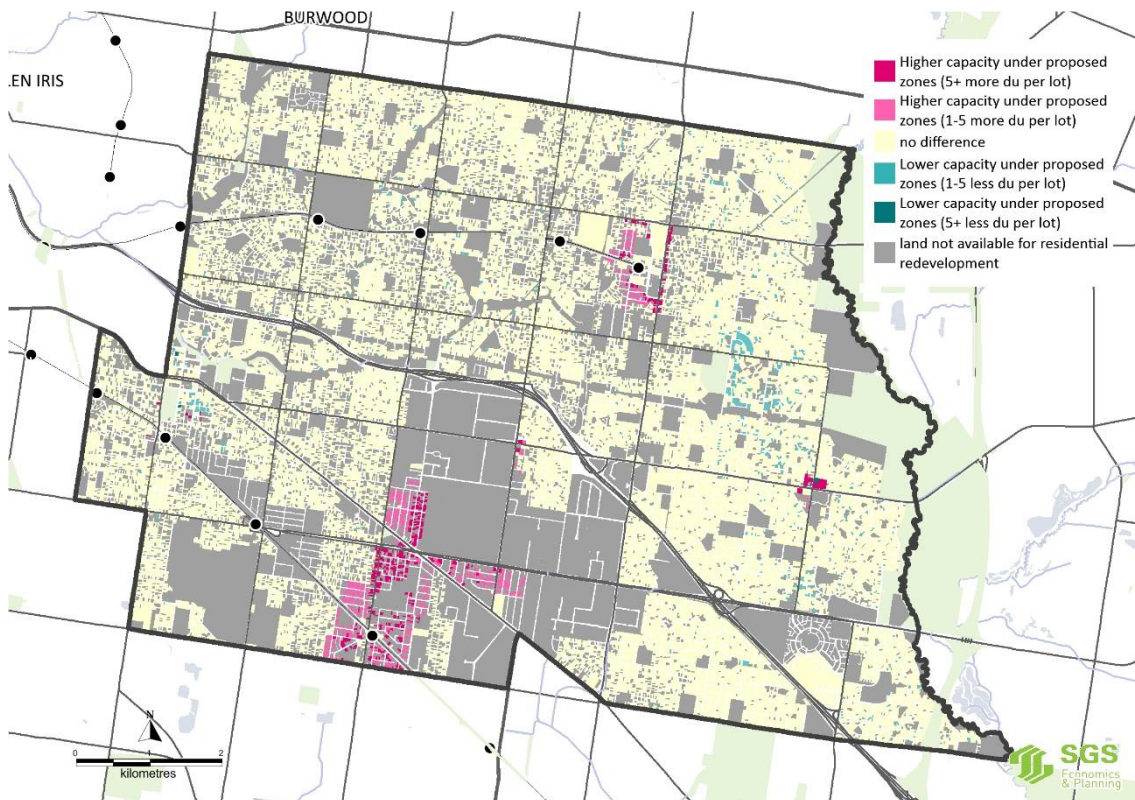 BURWOOD
LEN IRIS
Higher capacity under proposed
zones (5+ more du per lot)
Higher capacity under proposed
zones (1-5 more du per lot)
no difference
Lower capacity under proposed
zones (1-5 less du per lot)
Lower capacity under proposed
zones (5+ less du per lot)
land not available for residential
redevelopment
N
0 1 2
kilometres
SGS
Economics
& Planning